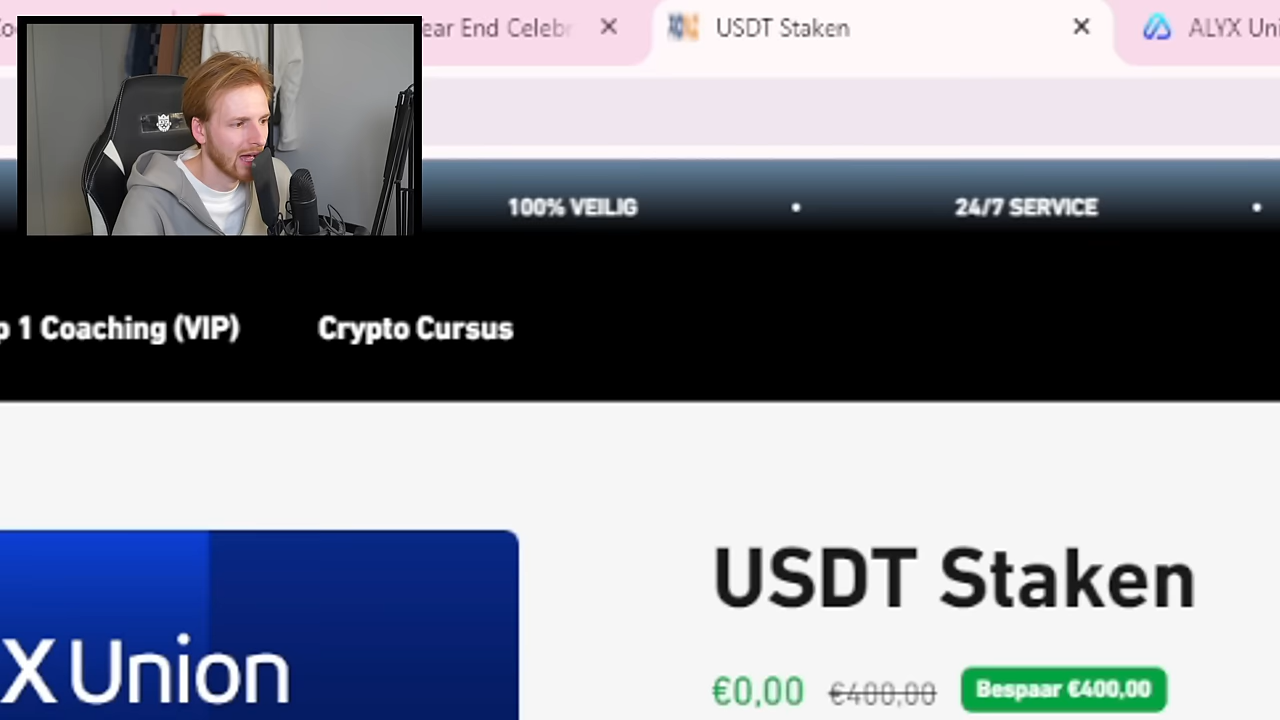 ear End Celebr
USDT Staken
ALYX Uni
100% VEILIG • 24/7 SERVICE •
p 1 Coaching (VIP)
Crypto Cursus
X Union
USDT Staken
€0,00 €400,00 Bespaar €400,00